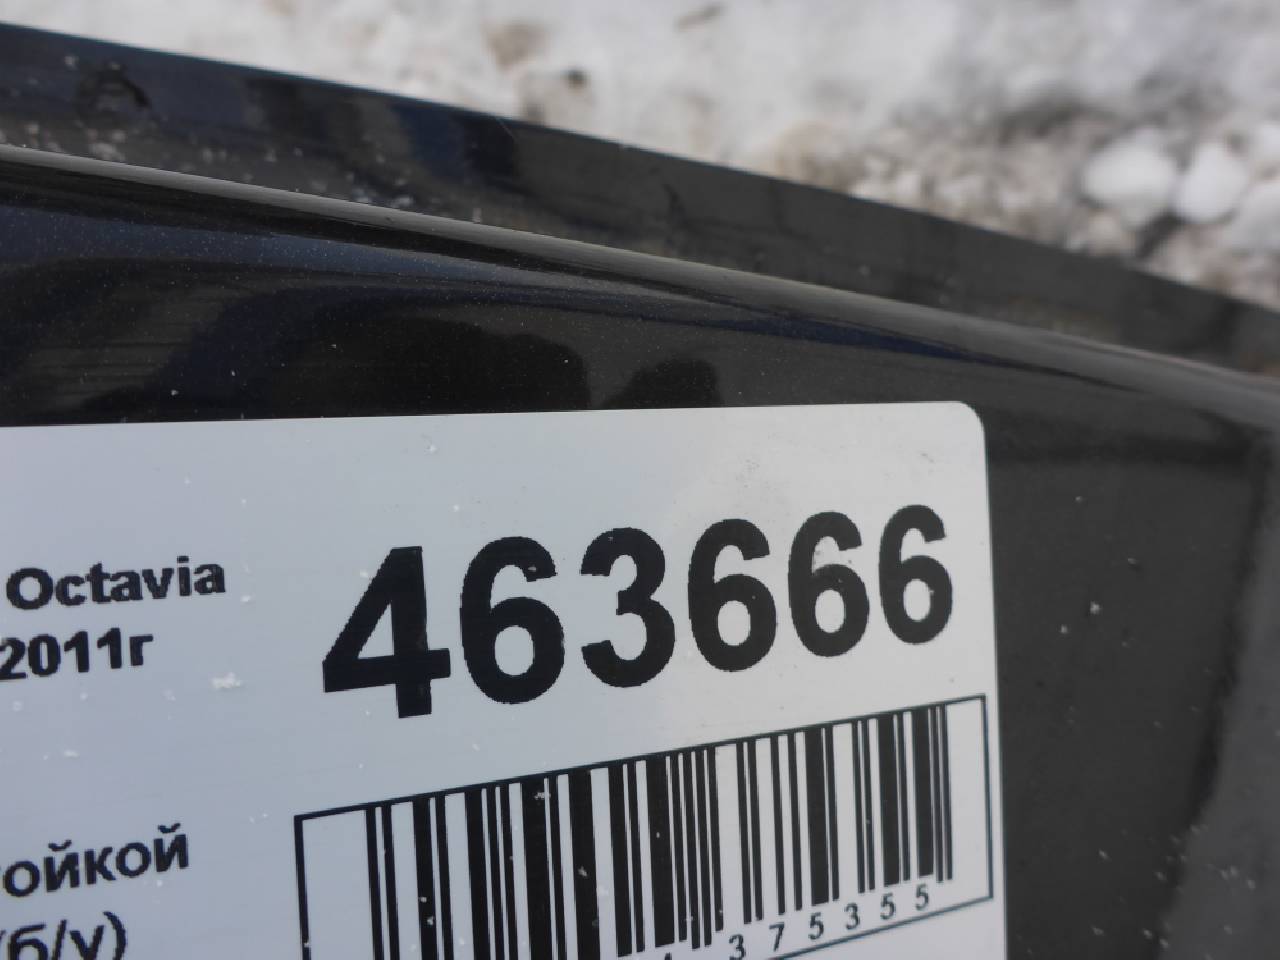 463666
Octavia
2011г
ойкой
(б/у)
375355